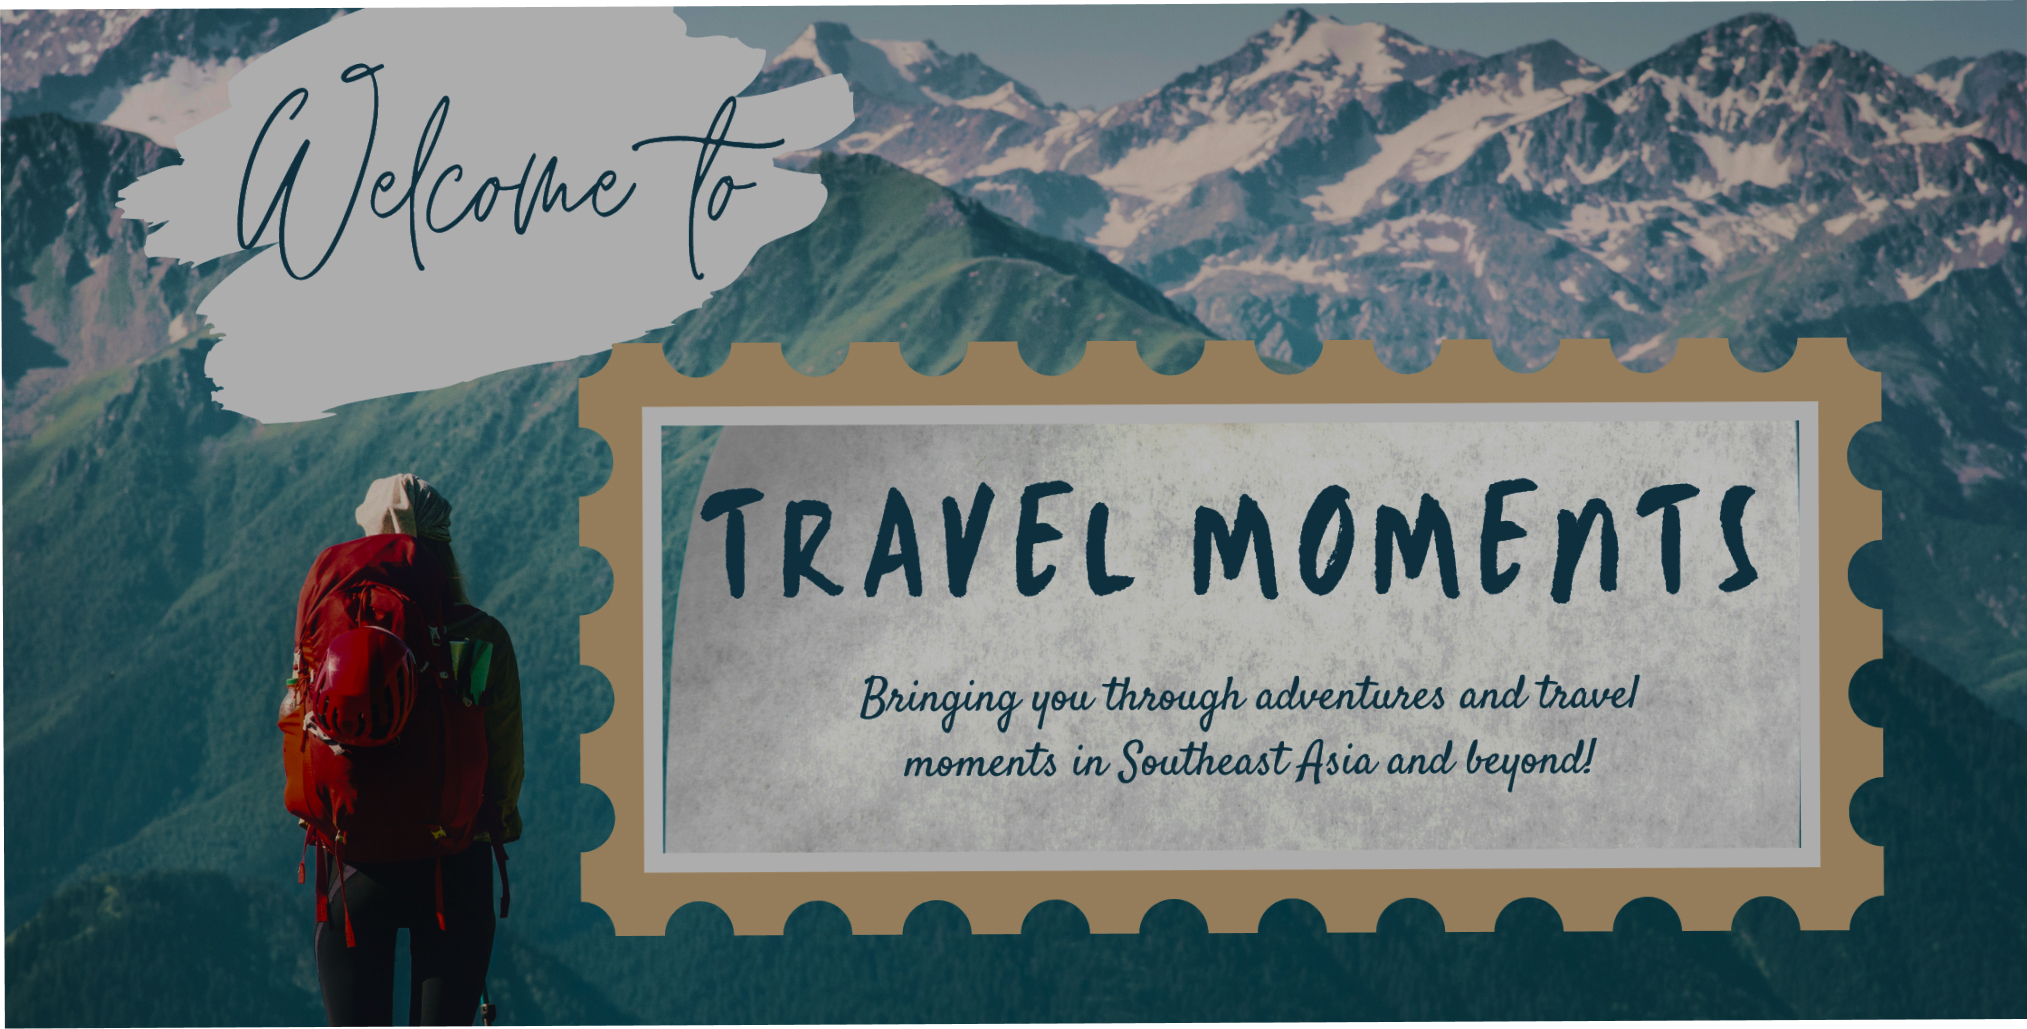 Welcome to
TRAVEL MOMENTS
Bringing you through adventures and travel
moments in Southeast Asia and beyond!